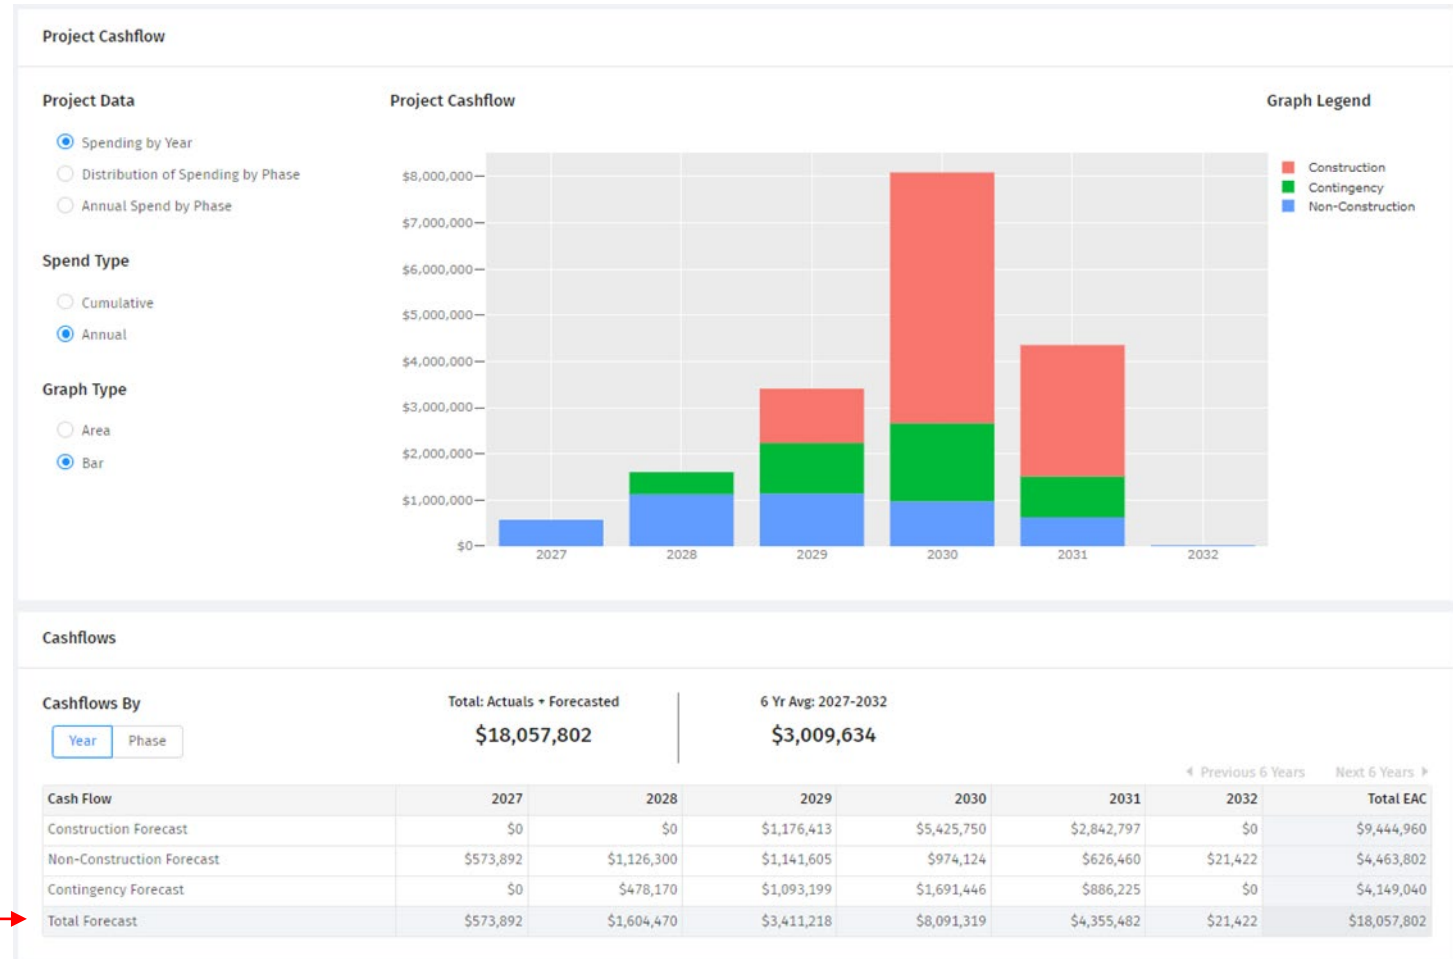 Project Cashflow
Project Data
Project Cashflow
Graph Legend
Spending by Year
Distribution of Spending by Phase
Annual Spend by Phase
Spend Type
Cumulative
Annual
Graph Type
Area
Bar
$8,000,000
$7,000,000
$6,000,000
$5,000,000
$4,000,000
$3,000,000
$2,000,000
$1,000,000
$0
2027 2028 2029 2030 2031 2032
Construction
Contingency
Non-Construction
Cashflows
Cashflows By
Year Phase
Total: Actuals + Forecasted
$18,057,802
6 Yr Avg: 2027-2032
$3,009,634
Previous 6 Years Next 6 Years
Cash Flow 2027 2028 2029 2030 2031 2032 Total EAC
Construction Forecast $0 $0 $1,176,413 $5,425,750 $2,842,797 $0 $9,444,960
Non-Construction Forecast $573,892 $1,126,300 $1,141,605 $974,124 $626,460 $21,422 $4,463,802
Contingency Forecast $0 $478,170 $1,093,199 $1,691,446 $886,225 $0 $4,149,040
Total Forecast $573,892 $1,604,470 $3,411,218 $8,091,319 $4,355,482 $21,422 $18,057,802